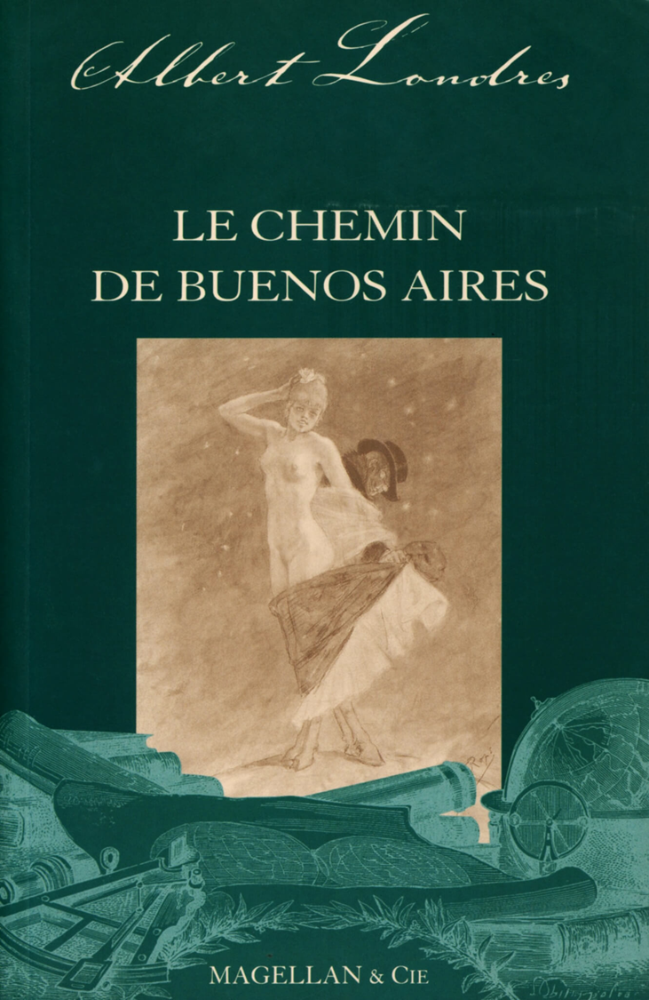 Albert Londres
LE CHEMIN
DE BUENOS AIRES
MAGELLAN & CIE